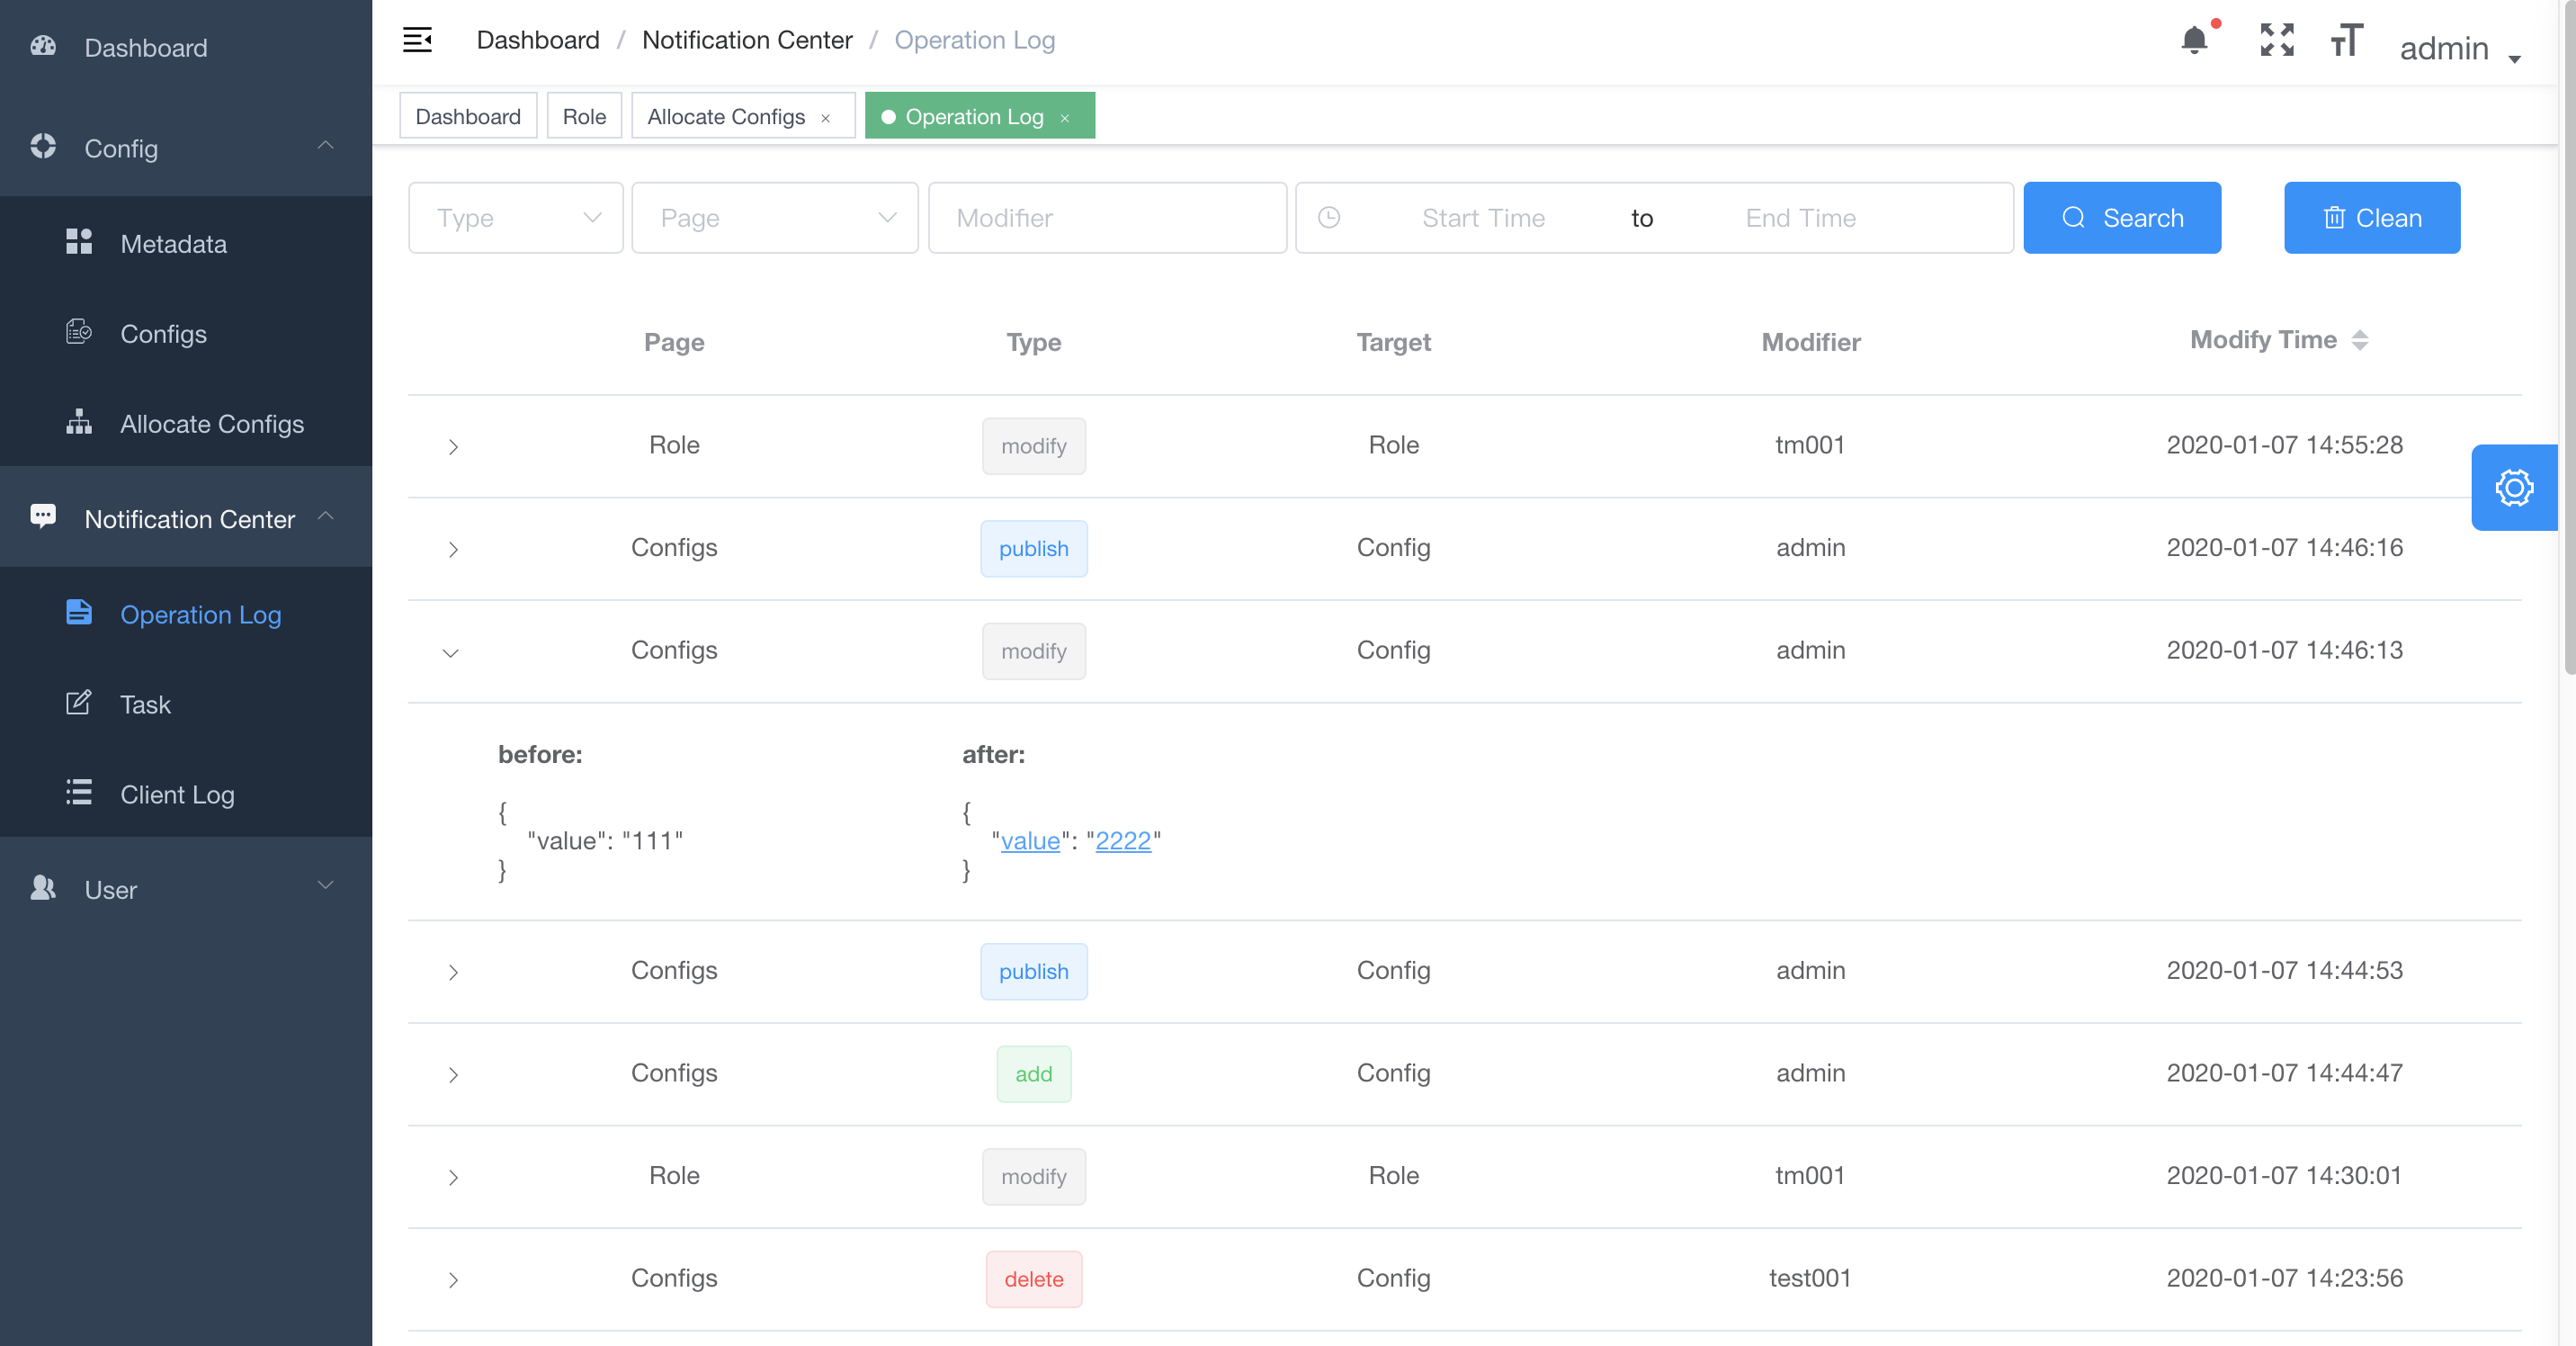 Dashboard
Config
Metadata
Configs
Allocate Configs
Notification Center
Operation Log
Task
Client Log
User
Dashboard / Notification Center / Operation Log
admin
Dashboard Role Allocate Configs × Operation Log ×
Type Page Modifier Start Time to End Time Search Clean
Page Type Target Modifier Modify Time
Role modify Role tm001 2020-01-07 14:55:28
Configs publish Config admin 2020-01-07 14:46:16
Configs modify Config admin 2020-01-07 14:46:13
before: after:
{ {
"value": "111" "value": "2222"
} }
Configs publish Config admin 2020-01-07 14:44:53
Configs add Config admin 2020-01-07 14:44:47
Role modify Role tm001 2020-01-07 14:30:01
Configs delete Config test001 2020-01-07 14:23:56